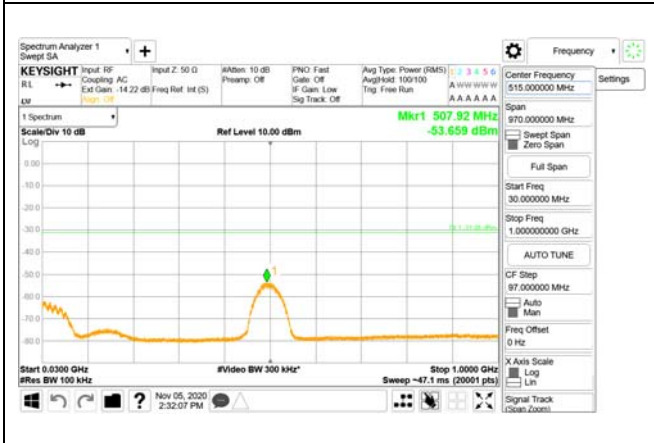 Spectrum Analyzer 1
Swept SA
+
Frequency
KEYSIGHT
Input: RF
Input Z: 50 Ω
#Atten: 10 dB
PNO: Fast
Avg Type: Power (RMS)
1 2 3 4 5 6
RL
Coupling: AC
Preamp: Off
Gate: Off
Avg|Hold: 100/100
A W W W W W
Ext Gain: -14.22 dB
Freq Ref: Int (S)
IF Gain: Low
Trig: Free Run
Align: Off
Sig Track: Off
A A A A A A
1 Spectrum
Mkr1 507.92 MHz
Scale/Div 10 dB
Ref Level 10.00 dBm
-53.659 dBm
Log
0.00
-10.0
-20.0
-30.0
-40.0
-50.0
-60.0
-70.0
-80.0
1
Start 0.0300 GHz
#Video BW 300 kHz*
Stop 1.0000 GHz
#Res BW 100 kHz
Sweep ~47.1 ms (20001 pts)
?
Nov 05, 2020
2:32:07 PM
Center Frequency
515.000000 MHz
Settings
Span
970.000000 MHz
Swept Span
Zero Span
Full Span
Start Freq
30.000000 MHz
Stop Freq
1.000000000 GHz
AUTO TUNE
CF Step
97.000000 MHz
Auto
Man
Freq Offset
0 Hz
X Axis Scale
Log
Lin
Signal Track
(Span Zoom)